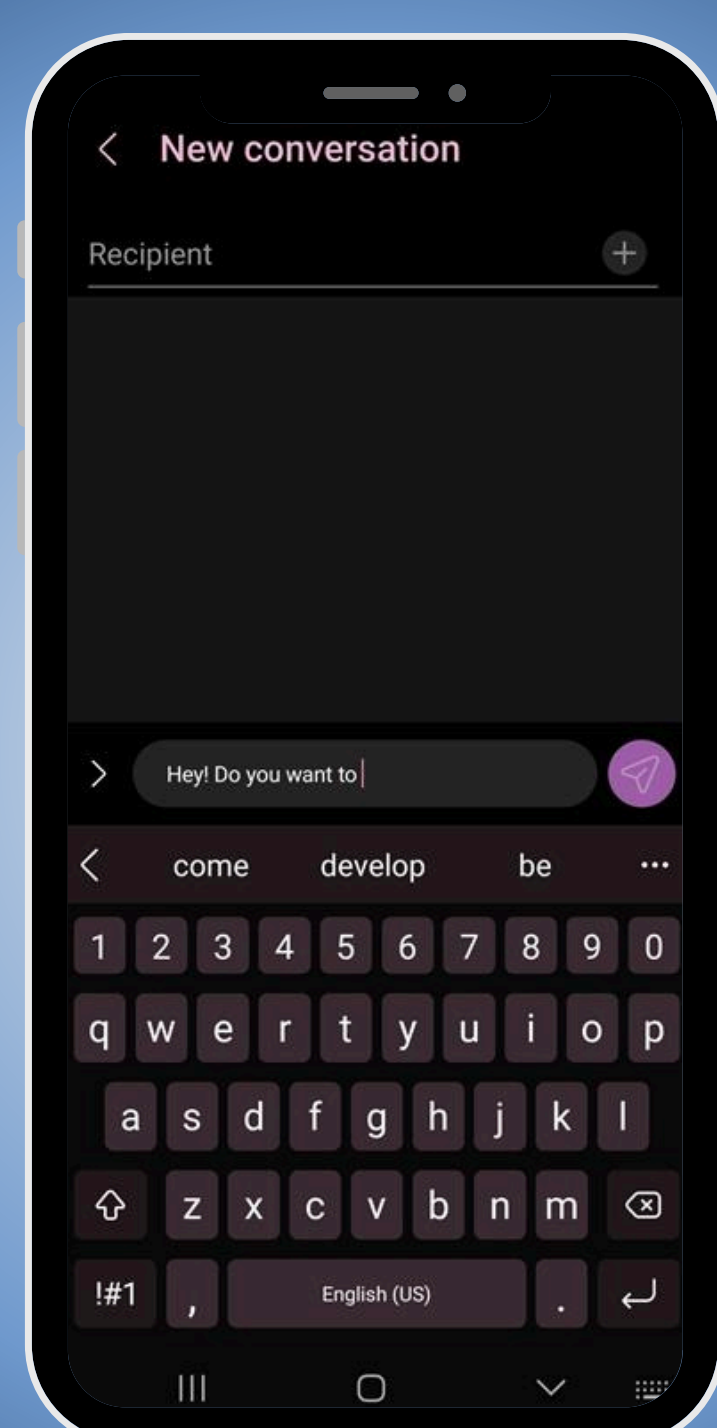 New conversation
Recipient
Hey! Do you want to
come develop be
1 2 3 4 5 6 7 8 9 0
q w e r t y u i o p
a s d f g h j k l
z x c v b n m
!#1 , English (US) .